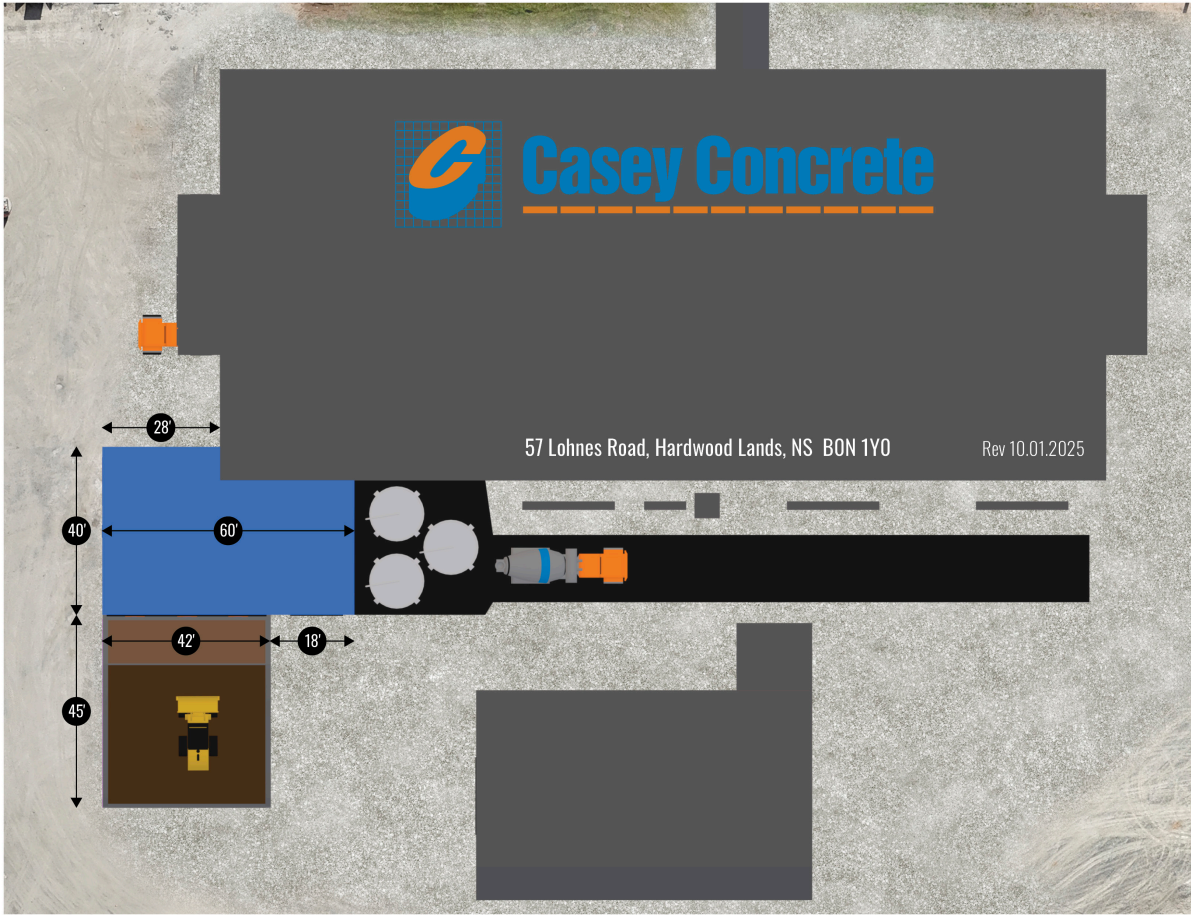 C
Casey Concrete
28'
57 Lohnes Road, Hardwood Lands, NS B0N 1Y0
Rev 10.01.2025
40'
60'
42'
18'
45'